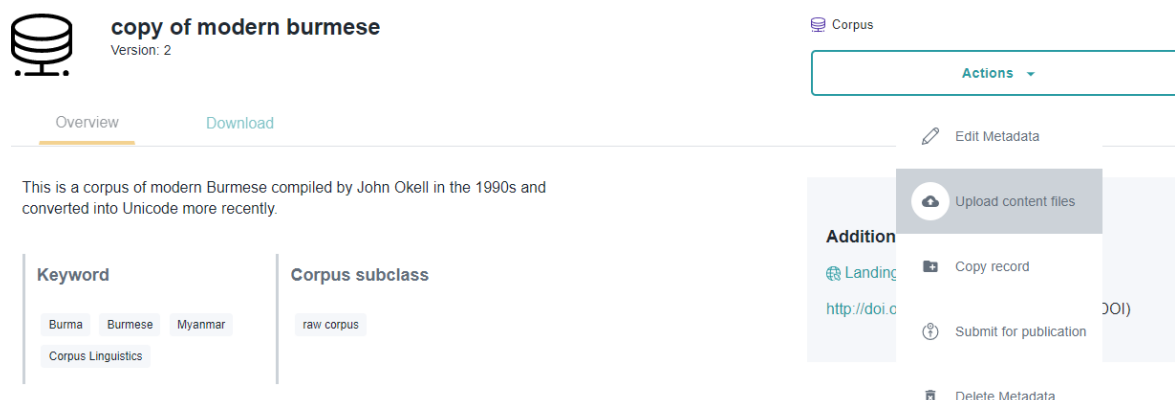 copy of modern burmese
Version: 2
Corpus
Actions
Overview
Download
Edit Metadata
Upload content files
Copy record
Submit for publication
Delete Metadata
This is a corpus of modern Burmese compiled by John Okell in the 1990s and
converted into Unicode more recently.
Addition
Landing
http://doi.o
DOI)
Keyword
Burma Burmese Myanmar
Corpus Linguistics
Corpus subclass
raw corpus